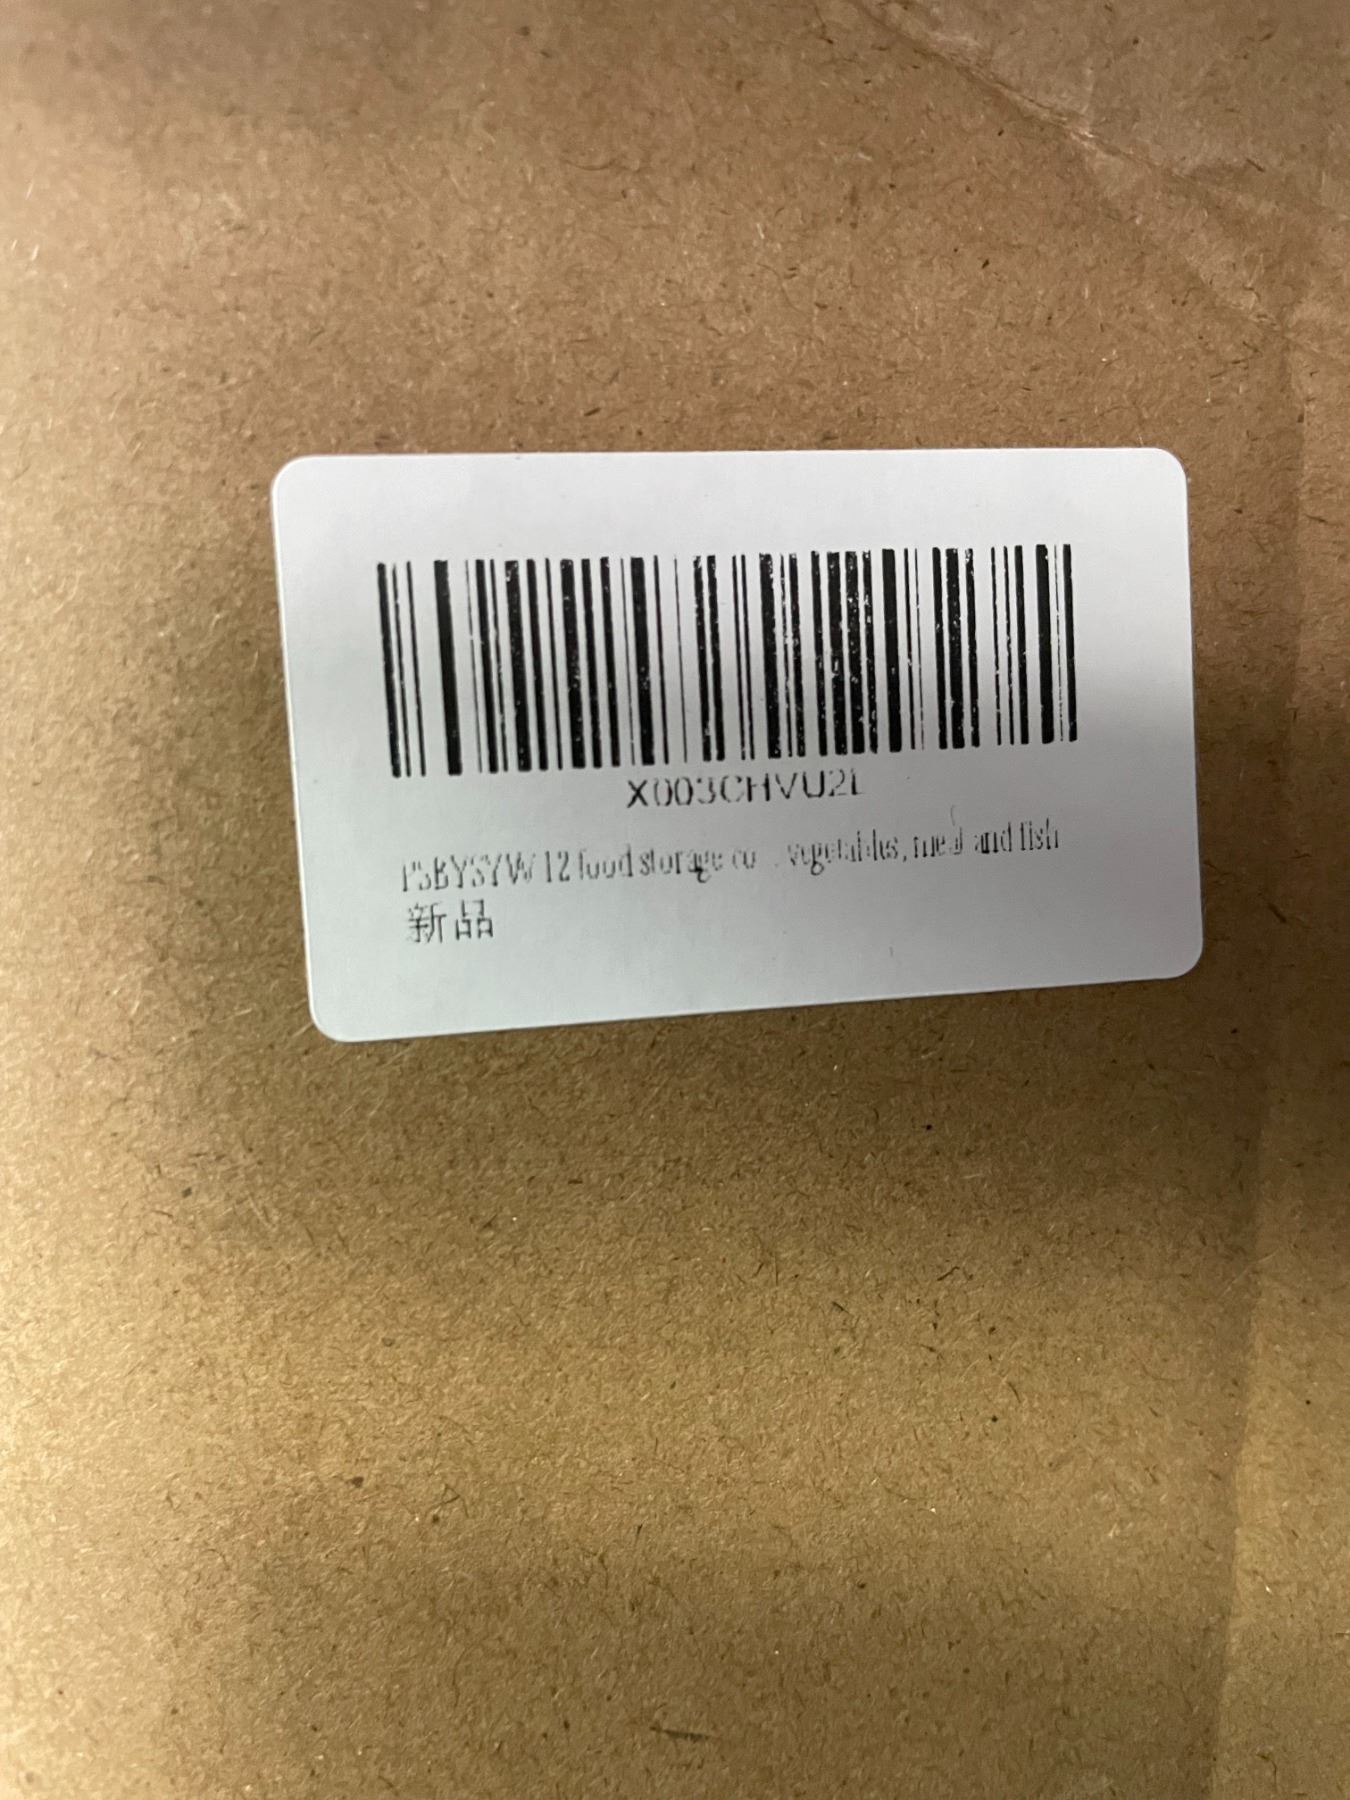 X003CHVU2L
PSBYSYW 12 food storage co... vegetables, meat and fish
新品